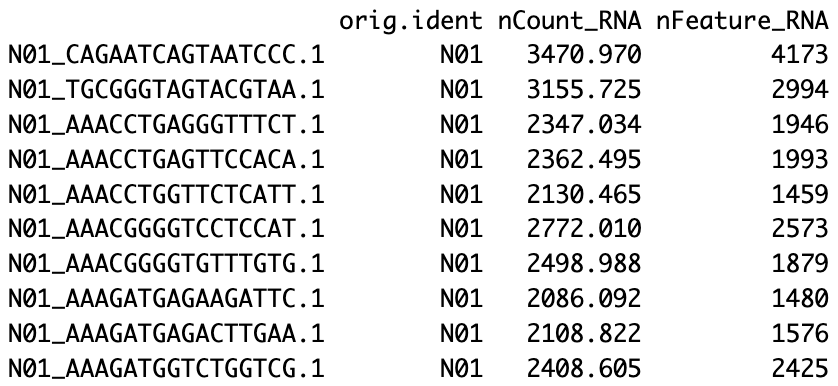 orig.ident nCount_RNA nFeature_RNA
N01_CAGAATCAGTAATCCC.1 N01 3470.970 4173
N01_TGCGGGTAGTACGTAA.1 N01 3155.725 2994
N01_AAACCTGAGGGTTTCT.1 N01 2347.034 1946
N01_AAACCTGAGTTCCACA.1 N01 2362.495 1993
N01_AAACCTGGTTCTCATT.1 N01 2130.465 1459
N01_AAACGGGGTCCTCCAT.1 N01 2772.010 2573
N01_AAACGGGGTGTTTGTG.1 N01 2498.988 1879
N01_AAAGATGAGAAGATTC.1 N01 2086.092 1480
N01_AAAGATGAGACTTGAA.1 N01 2108.822 1576
N01_AAAGATGGTCTGGTCG.1 N01 2408.605 2425